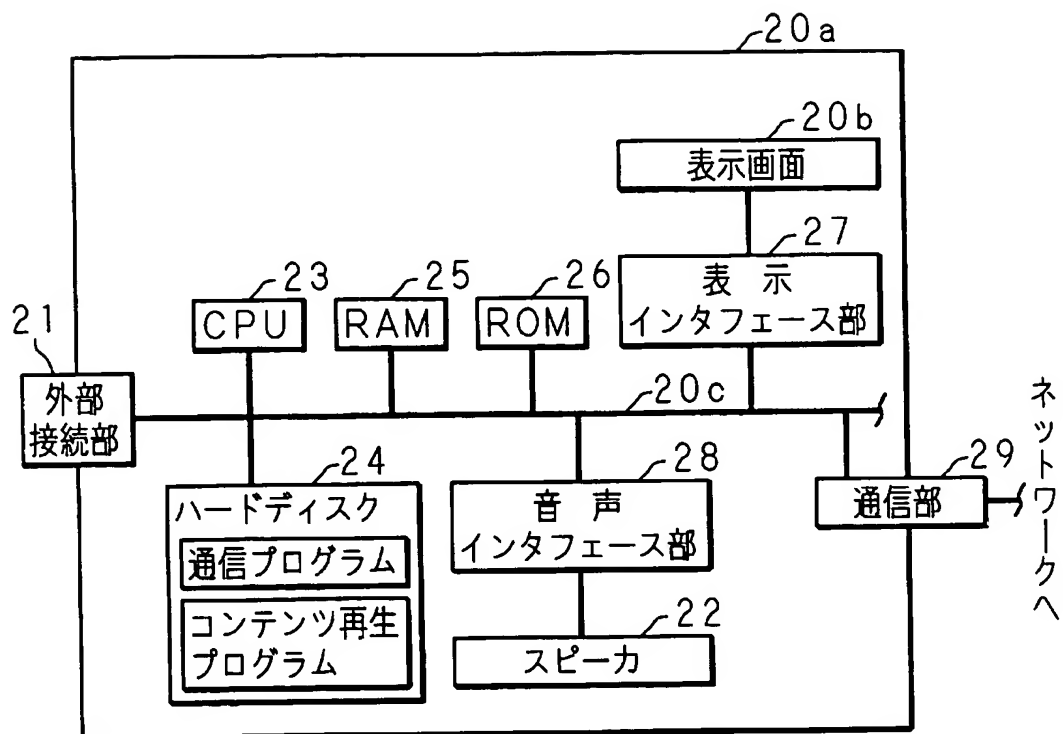 20a
20b
表示画面
27
表 示
インタフェース部
23
CPU
25
RAM
26
ROM
21
外部
接続部
20c
24
ハードディスク
通信プログラム
コンテンツ再生
プログラム
28
音 声
インタフェース部
22
スピーカ
29
通信部
ネットワークへ